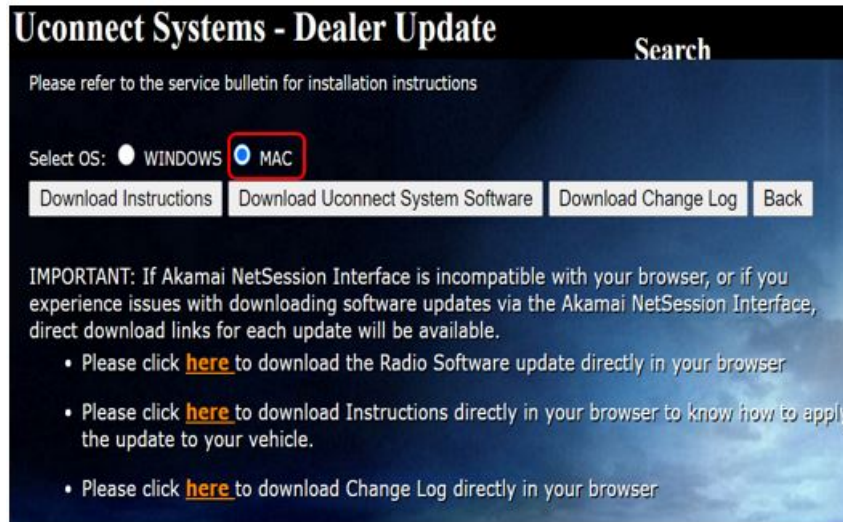 Uconnect Systems - Dealer Update
Search
Please refer to the service bulletin for installation instructions
Select OS: WINDOWS MAC
Download Instructions Download Uconnect System Software Download Change Log Back
IMPORTANT: If Akamai NetSession Interface is incompatible with your browser, or if you
experience issues with downloading software updates via the Akamai NetSession Interface,
direct download links for each update will be available.
• Please click here to download the Radio Software update directly in your browser
• Please click here to download Instructions directly in your browser to know how to apply
the update to your vehicle.
• Please click here to download Change Log directly in your browser